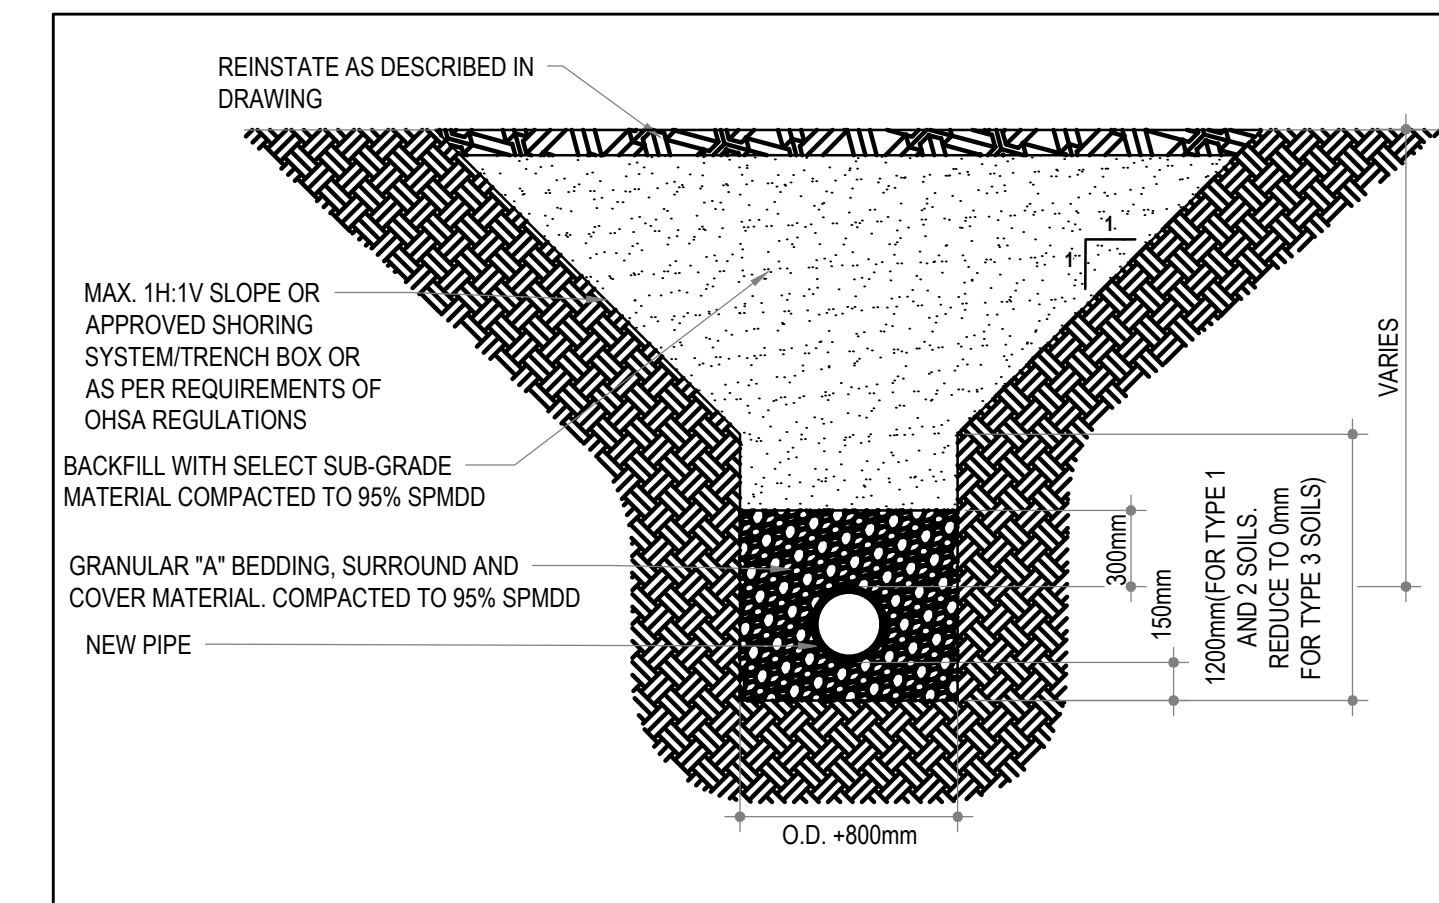 REINSTATE AS DESCRIBED IN
DRAWING
1
1
MAX. 1H:1V SLOPE OR
APPROVED SHORING
SYSTEM/TRENCH BOX OR
AS PER REQUIREMENTS OF
OHSA REGULATIONS
BACKFILL WITH SELECT SUB-GRADE
MATERIAL COMPACTED TO 95% SPMDD
GRANULAR "A" BEDDING, SURROUND AND
COVER MATERIAL. COMPACTED TO 95% SPMDD
NEW PIPE
300mm
150mm
1200mm(FOR TYPE 1
AND 2 SOILS.
REDUCE TO 0mm
FOR TYPE 3 SOILS)
VARIES
O.D. +800mm